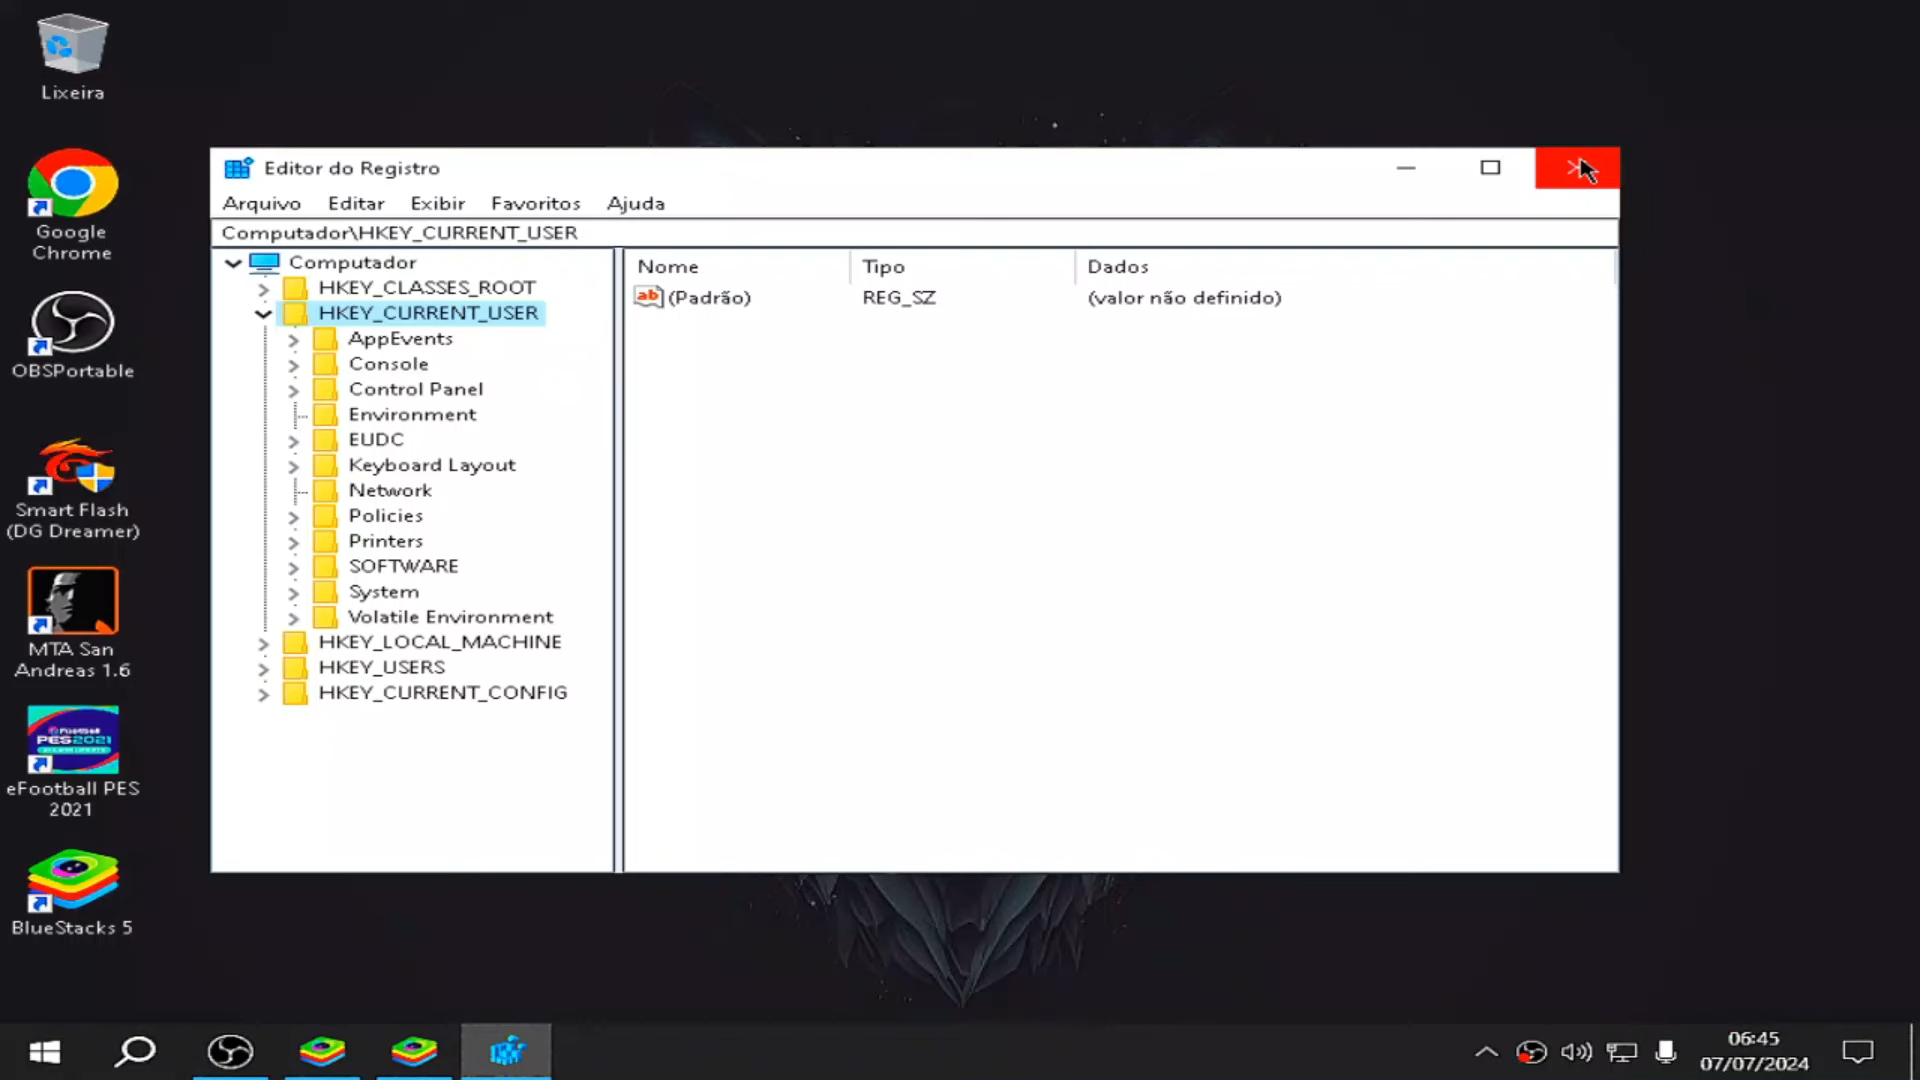 Lixeira
Google
Chrome
OBSPortable
Smart Flash
(DG Dreamer)
MTA San
Andreas 1.6
eFootball
PES2021
eFootball PES
2021
BlueStacks 5
Editor do Registro
Arquivo Editar Exibir Favoritos Ajuda
Computador\HKEY_CURRENT_USER
Computador
HKEY_CLASSES_ROOT
HKEY_CURRENT_USER
AppEvents
Console
Control Panel
Environment
EUDC
Keyboard Layout
Network
Policies
Printers
SOFTWARE
System
Volatile Environment
HKEY_LOCAL_MACHINE
HKEY_USERS
HKEY_CURRENT_CONFIG
Nome Tipo Dados
ab (Padrão) REG_SZ (valor não definido)
06:45
07/07/2024